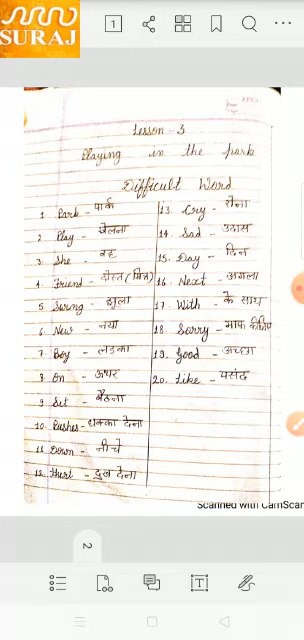 SURAJ
1
Lesson - 3
Playing in the park
Difficult Word
1. Park - पार्क
2. Play - खेलना
3. She - वह
4. Friend - दोस्त (मित्र)
5. Swing - झूला
6. New - नया
7. Boy - लड़का
8. On - ऊपर
9. Sit - बैठना
10. Pushes - धक्का देना
11. Down - नीचे
12. Hurt - दुख देना
13. Cry - रोना
14. Sad - उदास
15. Day - दिन
16. Next - अगला
17. With - के साथ
18. Sorry - माफ कीजिए
19. Good - अच्छा
20. Like - पसंद
Scanned with CamScan
2